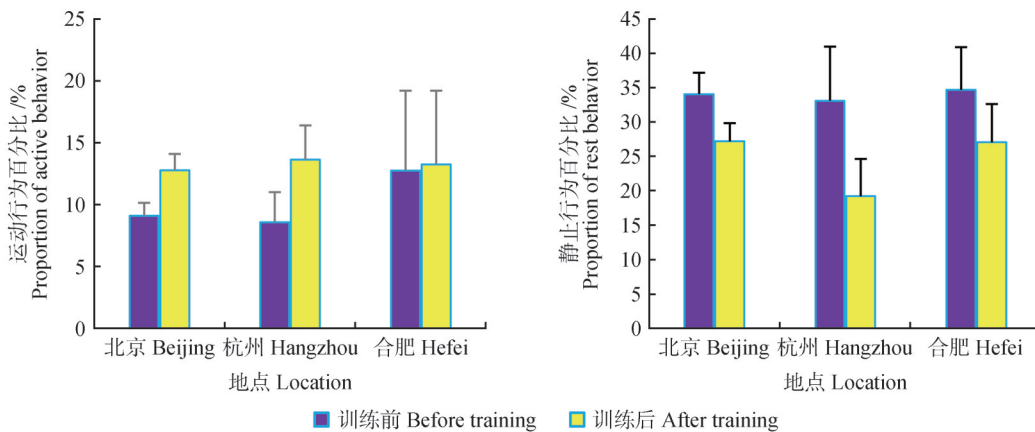 运动行为百分比 /%
Proportion of active behavior
25
20
15
10
5
0
北京 Beijing 杭州 Hangzhou 合肥 Hefei
地点 Location
静止行为百分比 /%
Proportion of rest behavior
45
40
35
30
25
20
15
10
5
0
北京 Beijing 杭州 Hangzhou 合肥 Hefei
地点 Location
训练前 Before training 训练后 After training